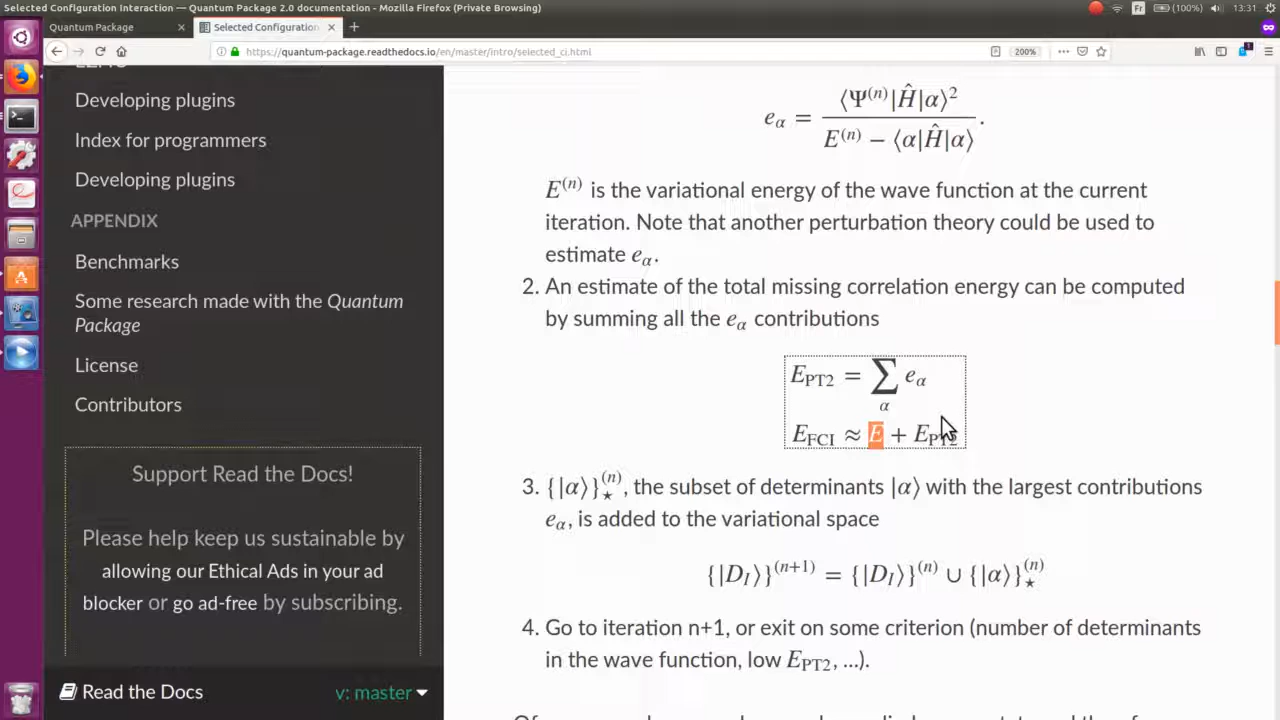 Selected Configuration Interaction — Quantum Package 2.0 documentation - Mozilla Firefox (Private Browsing)
Fr (100%) 13:31
Quantum Package × Selected Configuration × +
https://quantum-package.readthedocs.io/en/master/intro/selected_ci.html 200%
Developing plugins
Index for programmers
Developing plugins
APPENDIX
Benchmarks
Some research made with the Quantum
Package
License
Contributors
Support Read the Docs!
Please help keep us sustainable by
allowing our Ethical Ads in your ad
blocker or go ad-free by subscribing.
Read the Docs v: master
e_α = ⟨Ψ^(n)|Ĥ|α⟩² / (E^(n) − ⟨α|Ĥ|α⟩).
E^(n) is the variational energy of the wave function at the current
iteration. Note that another perturbation theory could be used to
estimate e_α.
2. An estimate of the total missing correlation energy can be computed
by summing all the e_α contributions
E_PT2 = ∑_α e_α
E_FCI ≈ E + E_PT2
3. {|α⟩}_⋆^(n), the subset of determinants |α⟩ with the largest contributions
e_α, is added to the variational space
{|D_I⟩}^(n+1) = {|D_I⟩}^(n) ∪ {|α⟩}_⋆^(n)
4. Go to iteration n+1, or exit on some criterion (number of determinants
in the wave function, low E_PT2, …).